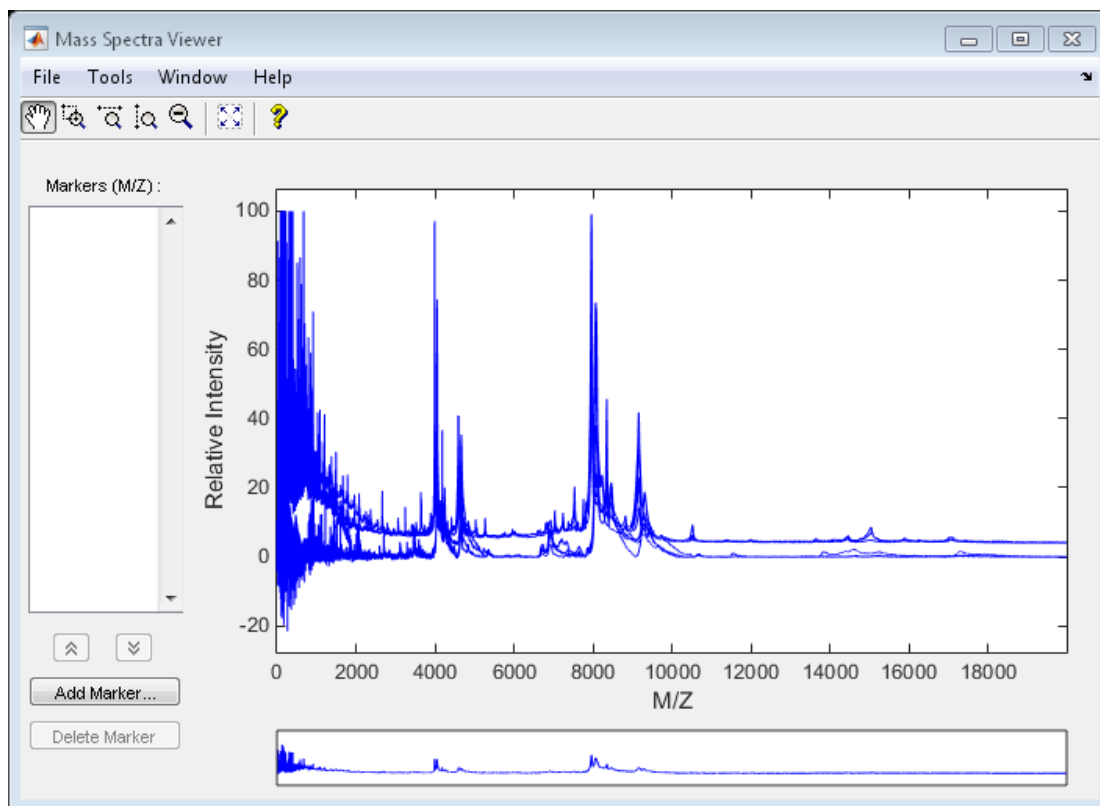 Mass Spectra Viewer
File Tools Window Help
Markers (M/Z) :
100
80
60
40
20
0
-20
Relative Intensity
0 2000 4000 6000 8000 10000 12000 14000 16000 18000
M/Z
Add Marker...
Delete Marker